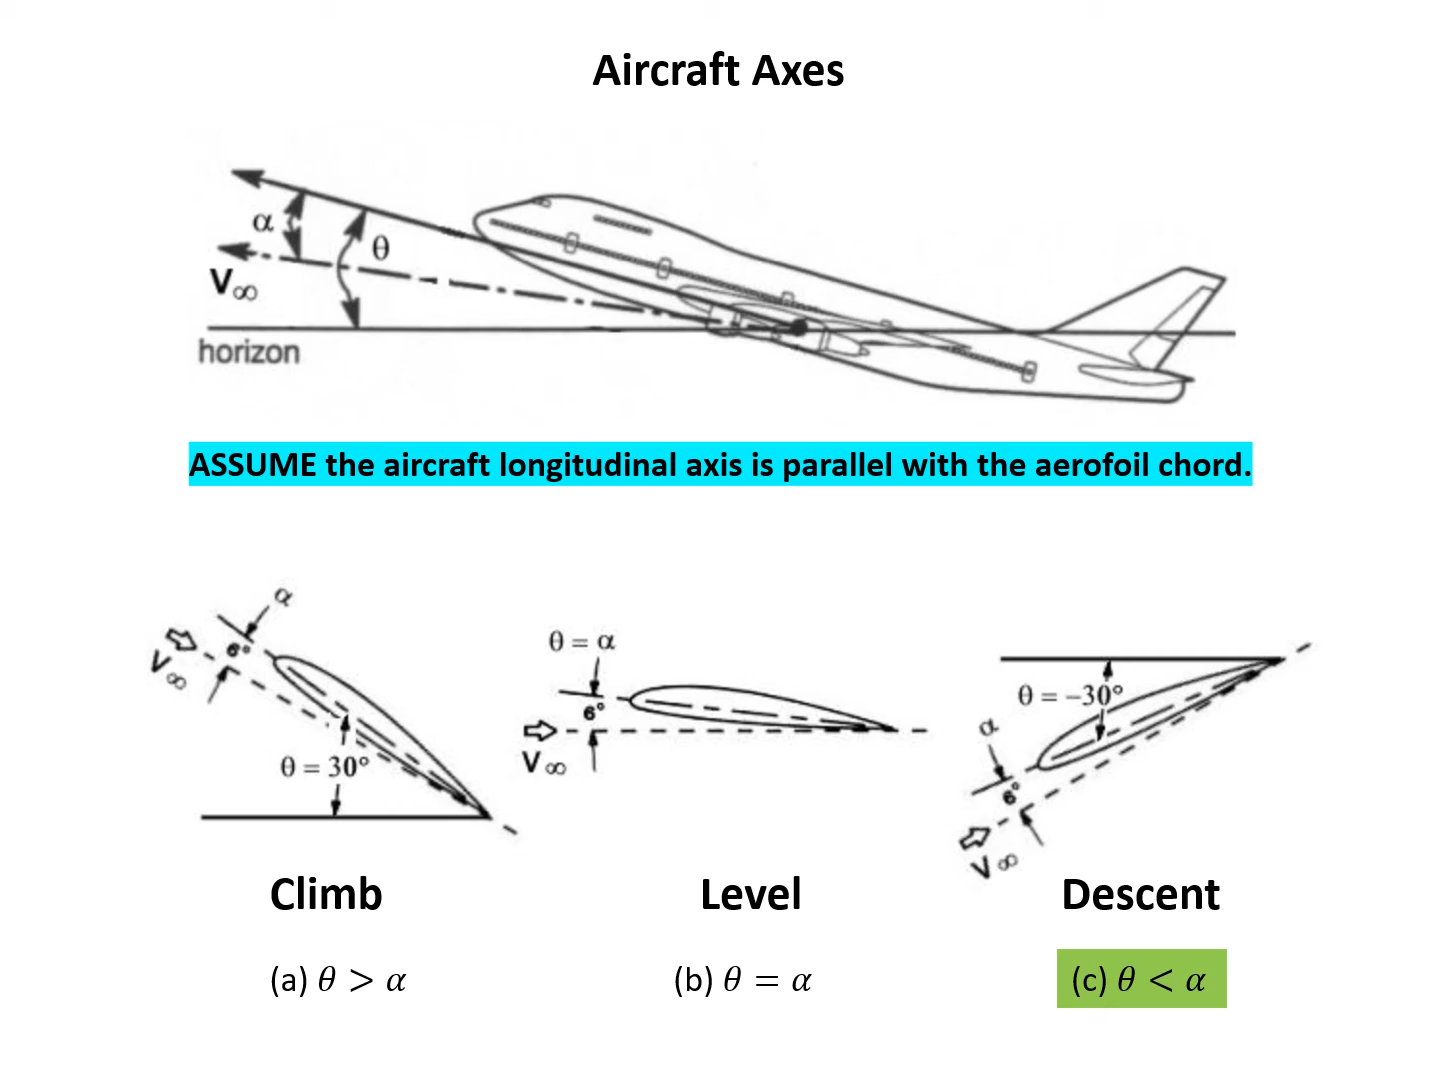 Aircraft Axes
α
θ
V∞
horizon
ASSUME the aircraft longitudinal axis is parallel with the aerofoil chord.
α
6°
V∞
θ = 30°
θ = α
6°
V∞
θ = −30°
α
6°
V∞
Climb
Level
Descent
(a) θ > α
(b) θ = α
(c) θ < α